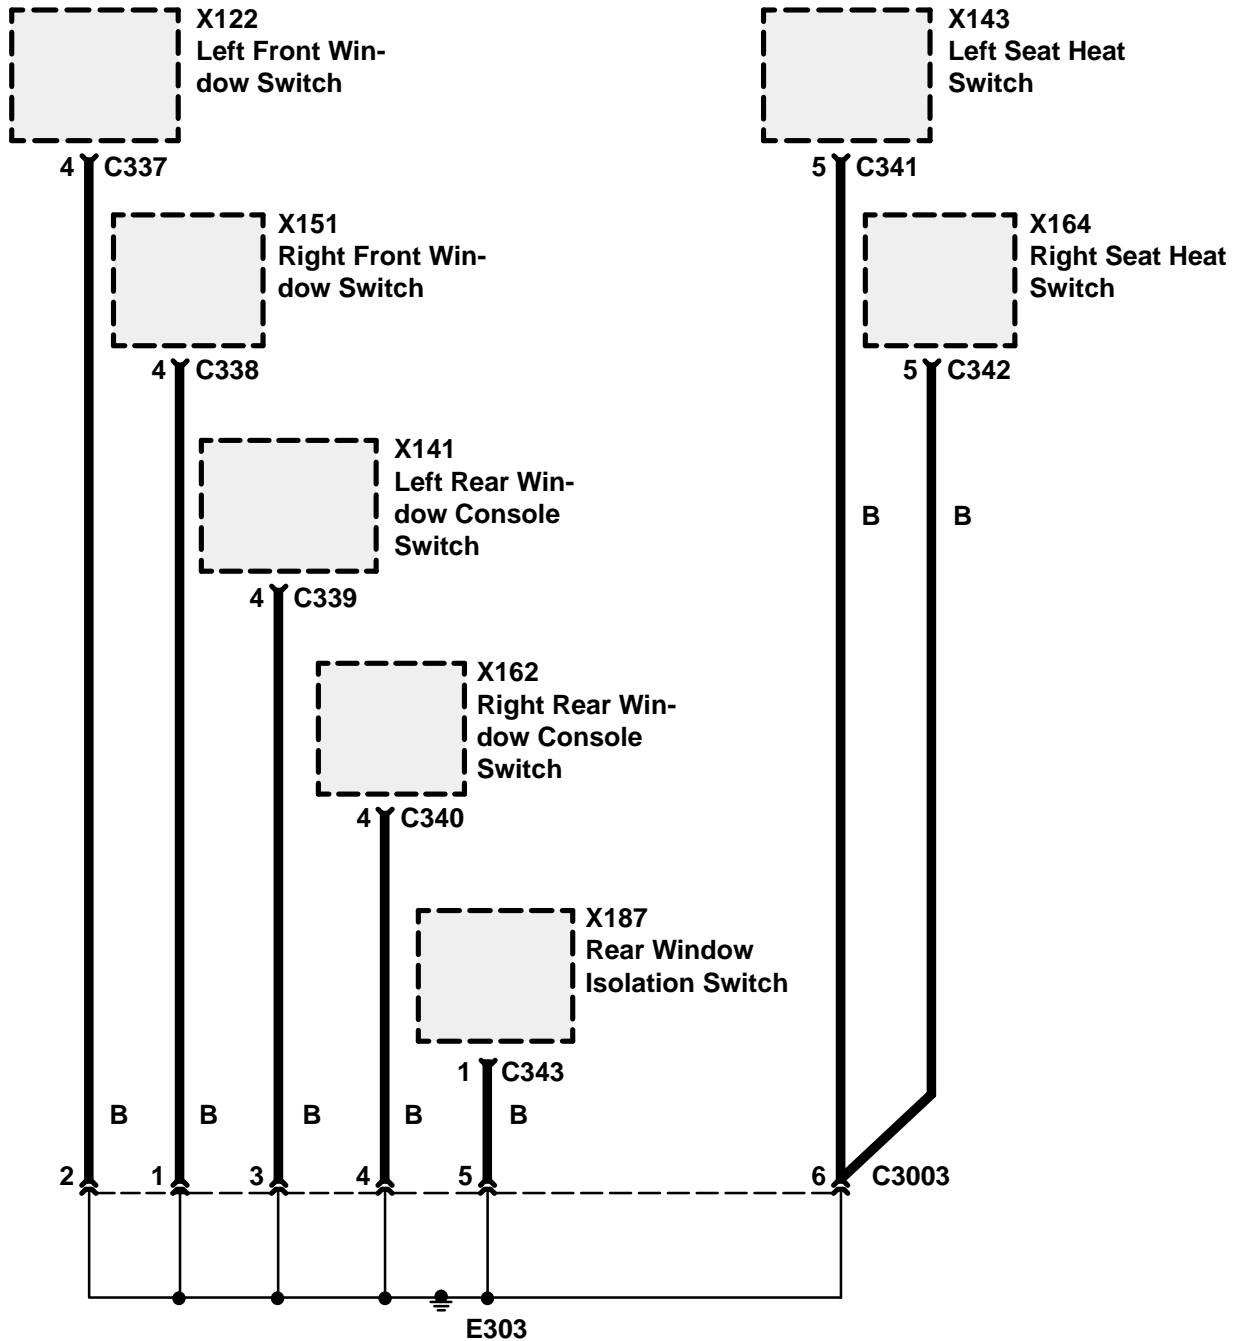 X122
Left Front Win-
dow Switch
4 C337
X151
Right Front Win-
dow Switch
4 C338
X141
Left Rear Win-
dow Console
Switch
4 C339
X162
Right Rear Win-
dow Console
Switch
4 C340
X187
Rear Window
Isolation Switch
1 C343
X143
Left Seat Heat
Switch
5 C341
X164
Right Seat Heat
Switch
5 C342
B B
B B B B B
2 1 3 4 5 6 C3003
E303